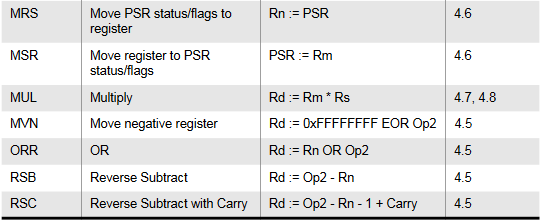 MRS Move PSR status/flags to Rn := PSR 4.6
register
MSR Move register to PSR PSR := Rm 4.6
status/flags
MUL Multiply Rd := Rm * Rs 4.7, 4.8
MVN Move negative register Rd := 0xFFFFFFFF EOR Op2 4.5
ORR OR Rd := Rn OR Op2 4.5
RSB Reverse Subtract Rd := Op2 - Rn 4.5
RSC Reverse Subtract with Carry Rd := Op2 - Rn - 1 + Carry 4.5